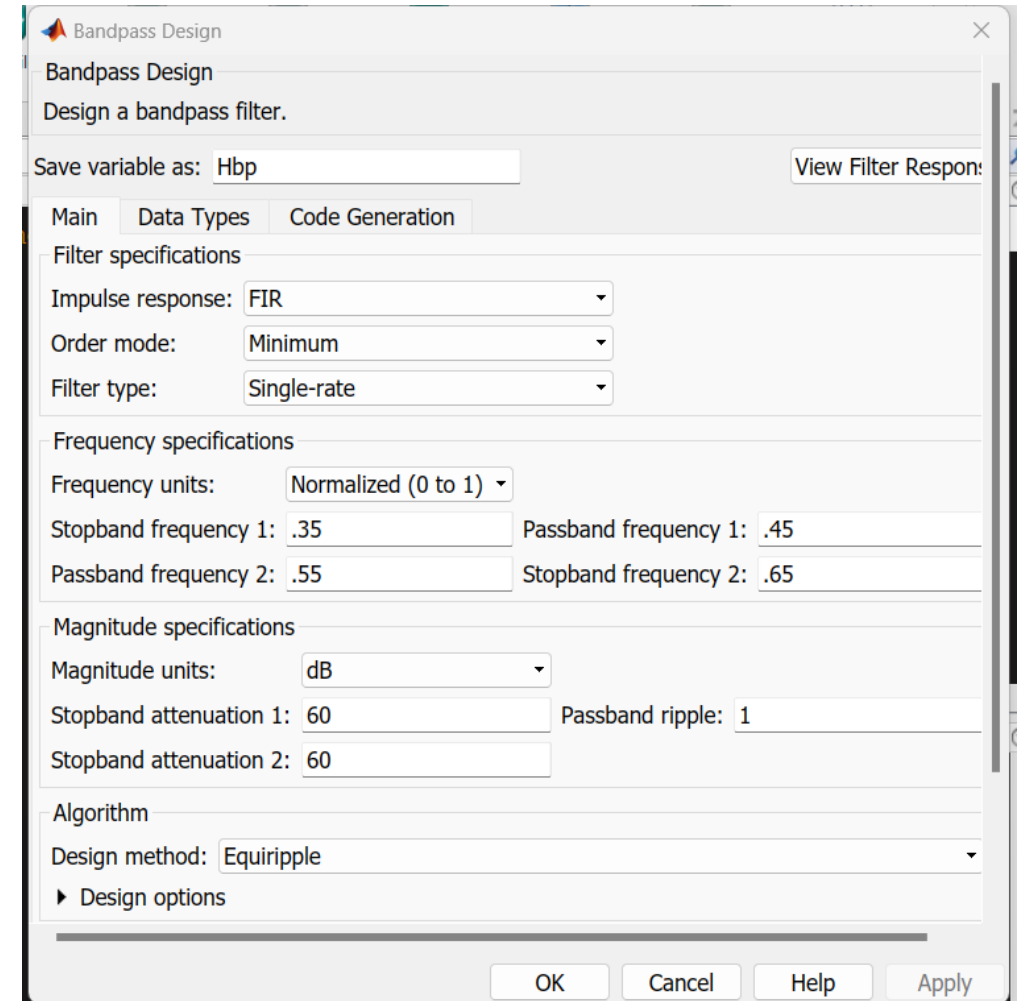 Bandpass Design
Bandpass Design
Design a bandpass filter.
Save variable as: Hbp View Filter Respons
Main Data Types Code Generation
Filter specifications
Impulse response: FIR
Order mode: Minimum
Filter type: Single-rate
Frequency specifications
Frequency units: Normalized (0 to 1)
Stopband frequency 1: .35 Passband frequency 1: .45
Passband frequency 2: .55 Stopband frequency 2: .65
Magnitude specifications
Magnitude units: dB
Stopband attenuation 1: 60 Passband ripple: 1
Stopband attenuation 2: 60
Algorithm
Design method: Equiripple
Design options
OK Cancel Help Apply